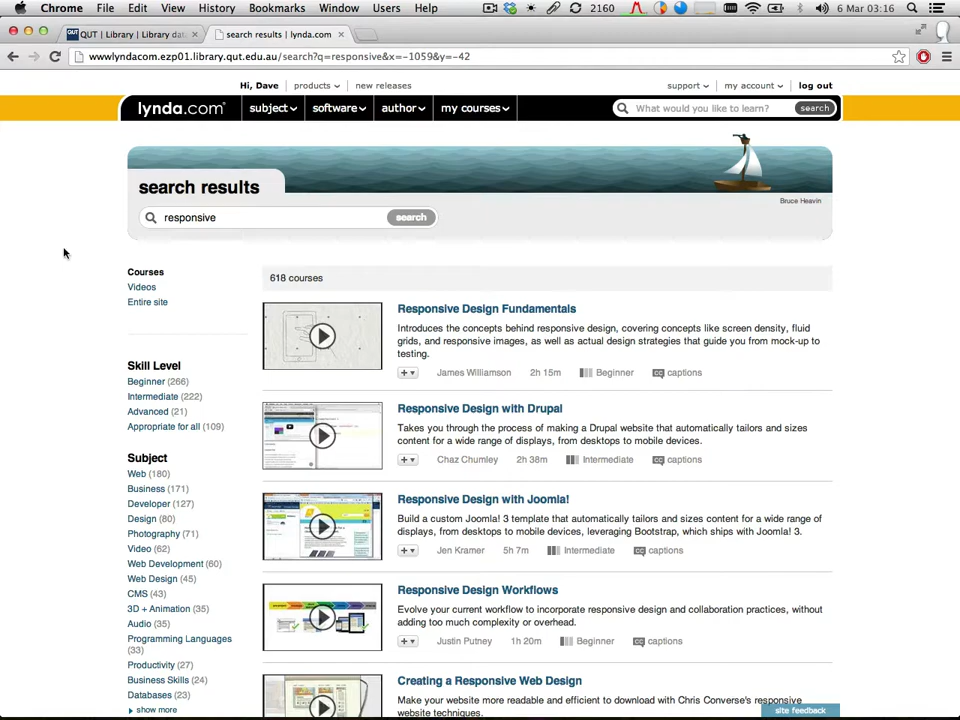 Chrome File Edit View History Bookmarks Window Users Help 2160 6 Mar 03:16
QUT | Library | Library dat
search results | lynda.com
wwwlyndacom.ezp01.library.qut.edu.au/search?q=responsive&x=-1059&y=-42
Hi, Dave products new releases support my account log out
lynda.com subject software author my courses What would you like to learn? search
search results
Bruce Heavin
responsive search
Courses
Videos
Entire site
Skill Level
Beginner (266)
Intermediate (222)
Advanced (21)
Appropriate for all (109)
Subject
Web (180)
Business (171)
Developer (127)
Design (80)
Photography (71)
Video (62)
Web Development (60)
Web Design (45)
CMS (43)
3D + Animation (35)
Audio (35)
Programming Languages
(33)
Productivity (27)
Business Skills (24)
Databases (23)
show more
618 courses
Responsive Design Fundamentals
Introduces the concepts behind responsive design, covering concepts like screen density, fluid
grids, and responsive images, as well as actual design strategies that guide you from mock-up to
testing.
James Williamson 2h 15m Beginner cc captions
Responsive Design with Drupal
Takes you through the process of making a Drupal website that automatically tailors and sizes
content for a wide range of displays, from desktops to mobile devices.
Chaz Chumley 2h 38m Intermediate cc captions
Responsive Design with Joomla!
Build a custom Joomla! 3 template that automatically tailors and sizes content for a wide range of
displays, from desktops to mobile devices, leveraging Bootstrap, which ships with Joomla! 3.
Jen Kramer 5h 7m Intermediate cc captions
Responsive Design Workflows
Evolve your current workflow to incorporate responsive design and collaboration practices, without
adding too much complexity or overhead.
Justin Putney 1h 20m Beginner cc captions
Creating a Responsive Web Design
Make your website more readable and efficient to download with Chris Converse's responsive
website techniques.
site feedback